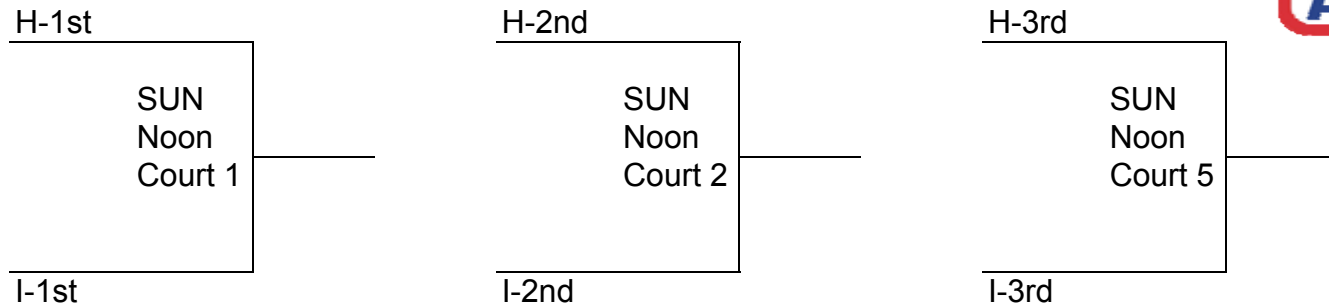 H-1st
SUN
Noon
Court 1
I-1st
H-2nd
SUN
Noon
Court 2
I-2nd
H-3rd
SUN
Noon
Court 5
I-3rd